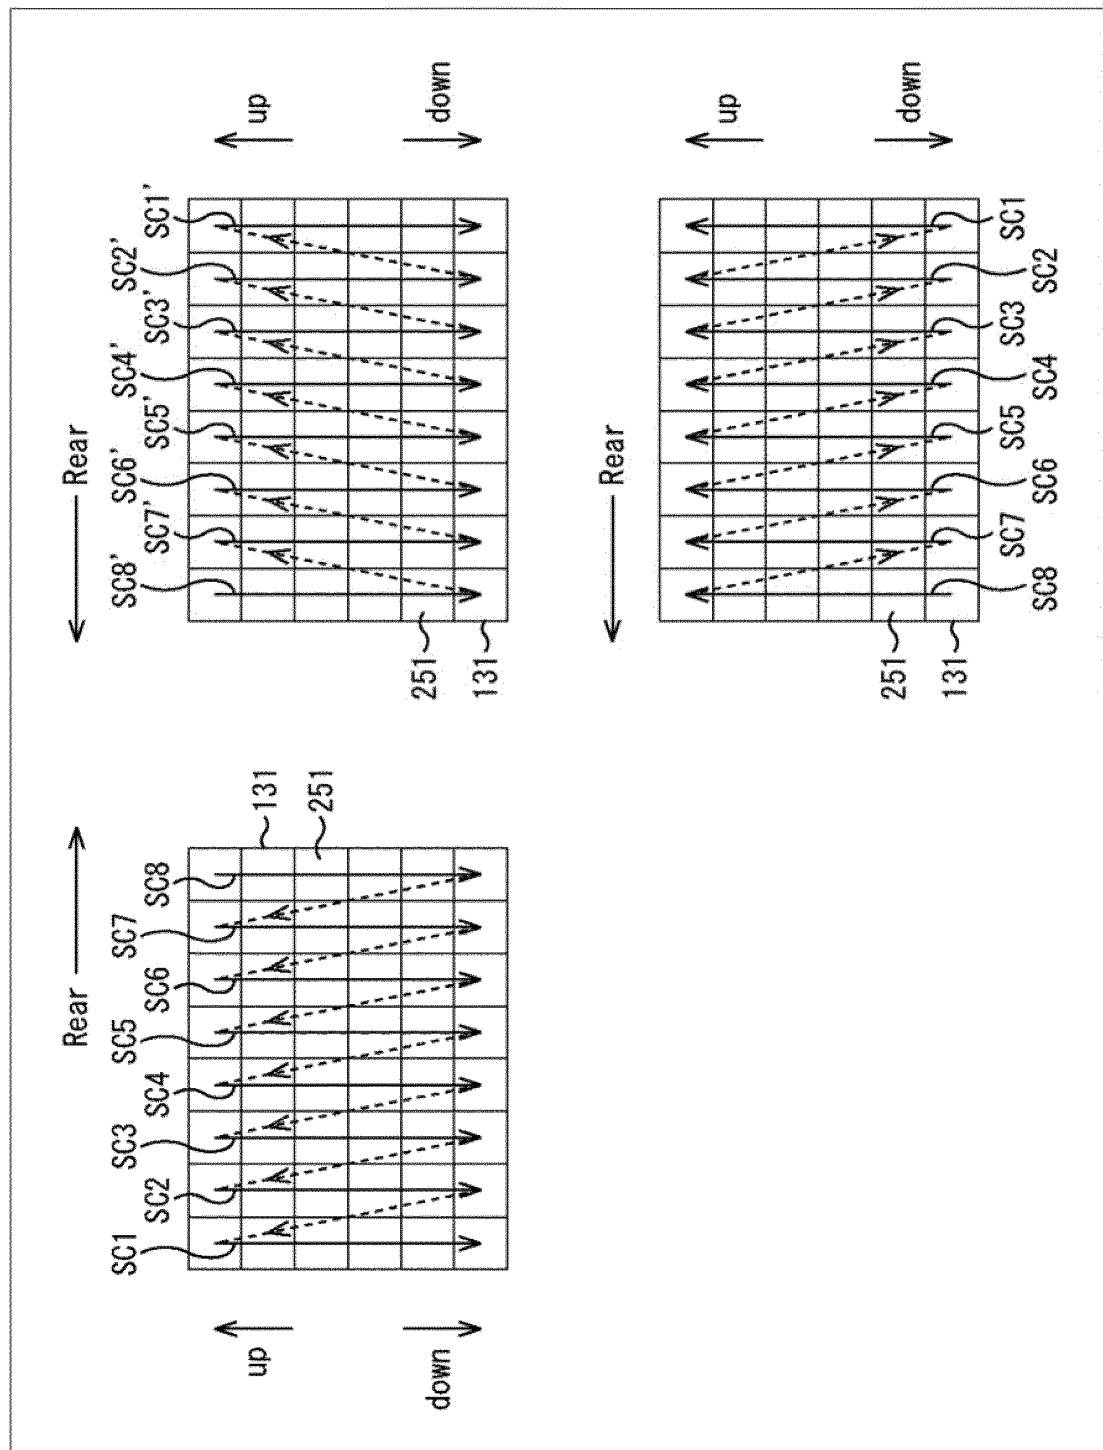 Rear
SC1 SC2 SC3 SC4 SC5 SC6 SC7 SC8
131
251
up
down
Rear
SC8' SC7' SC6' SC5' SC4' SC3' SC2' SC1'
up
251
131
down
Rear
up
251
131
down
SC8 SC7 SC6 SC5 SC4 SC3 SC2 SC1